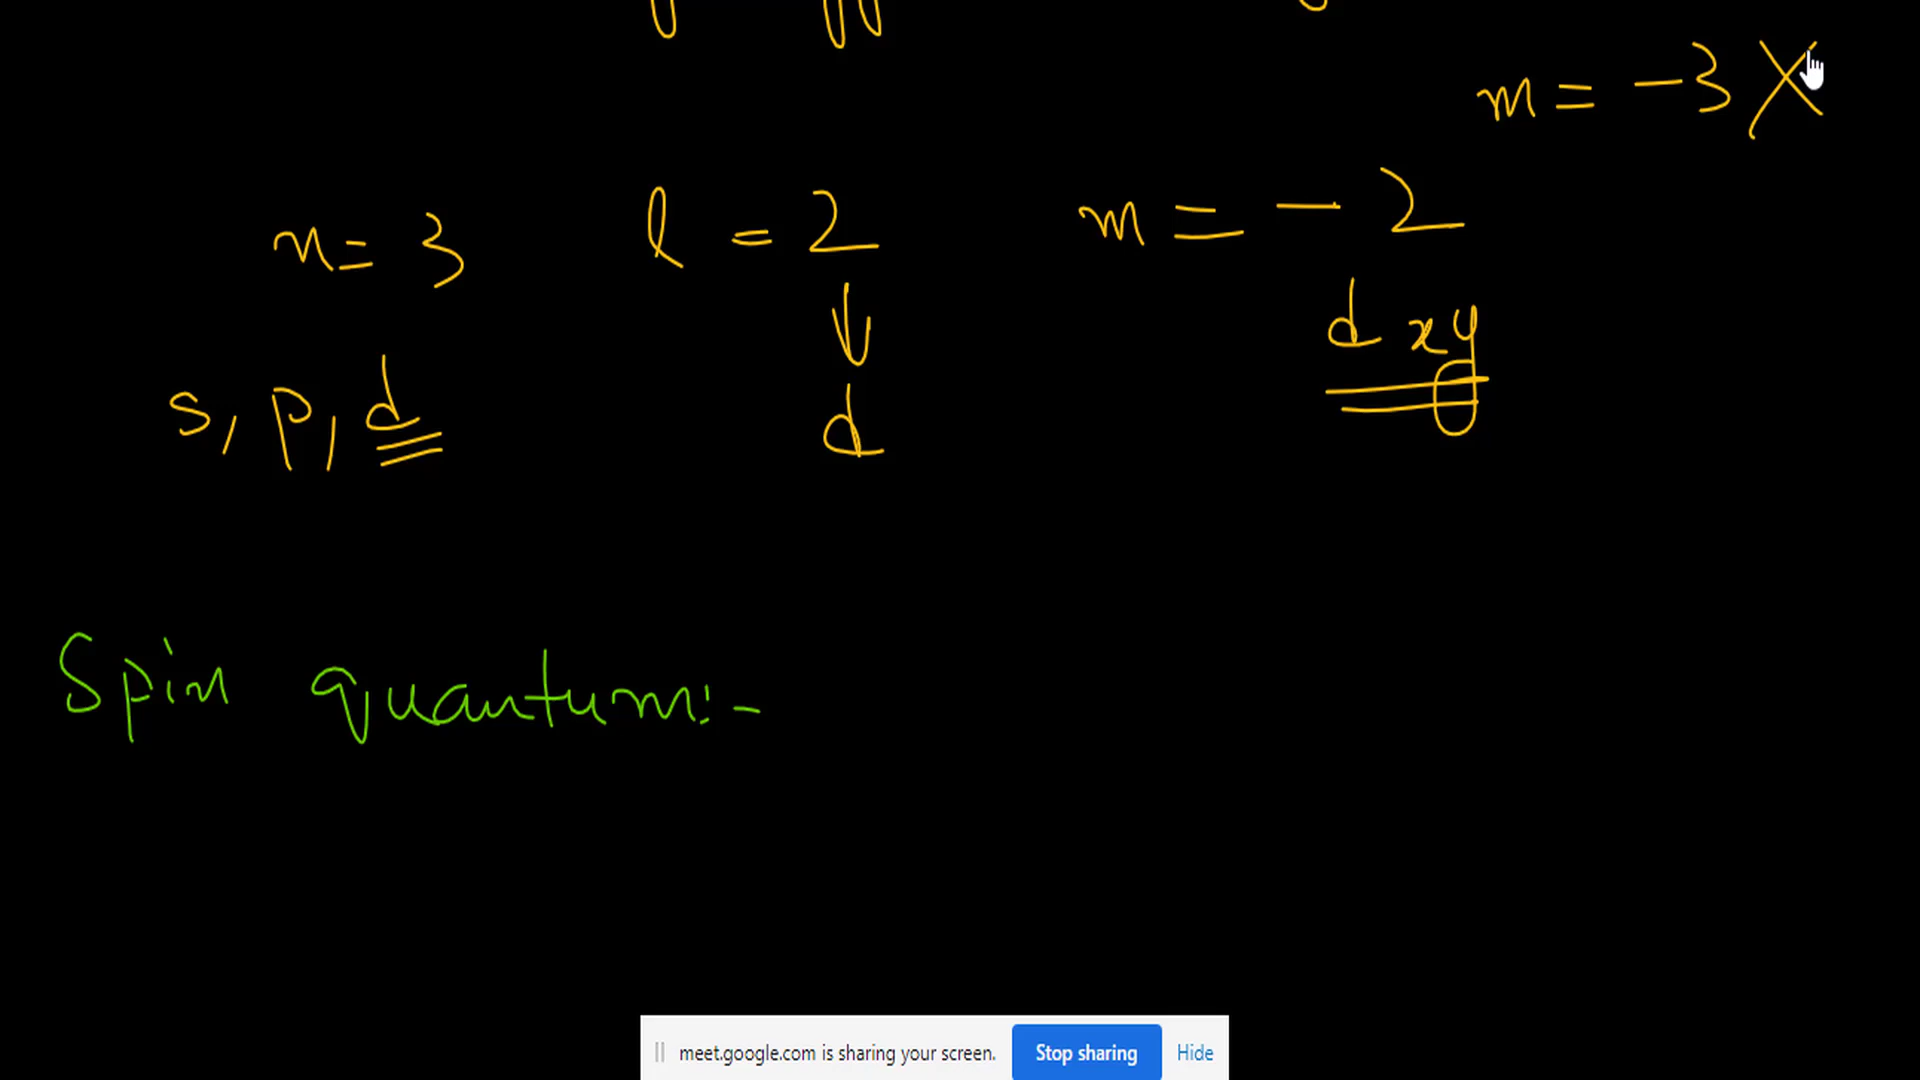 m = -3 X
n = 3 l = 2 m = - 2
↓ dxy
s, p, d d
Spin quantum:-
meet.google.com is sharing your screen. Stop sharing Hide